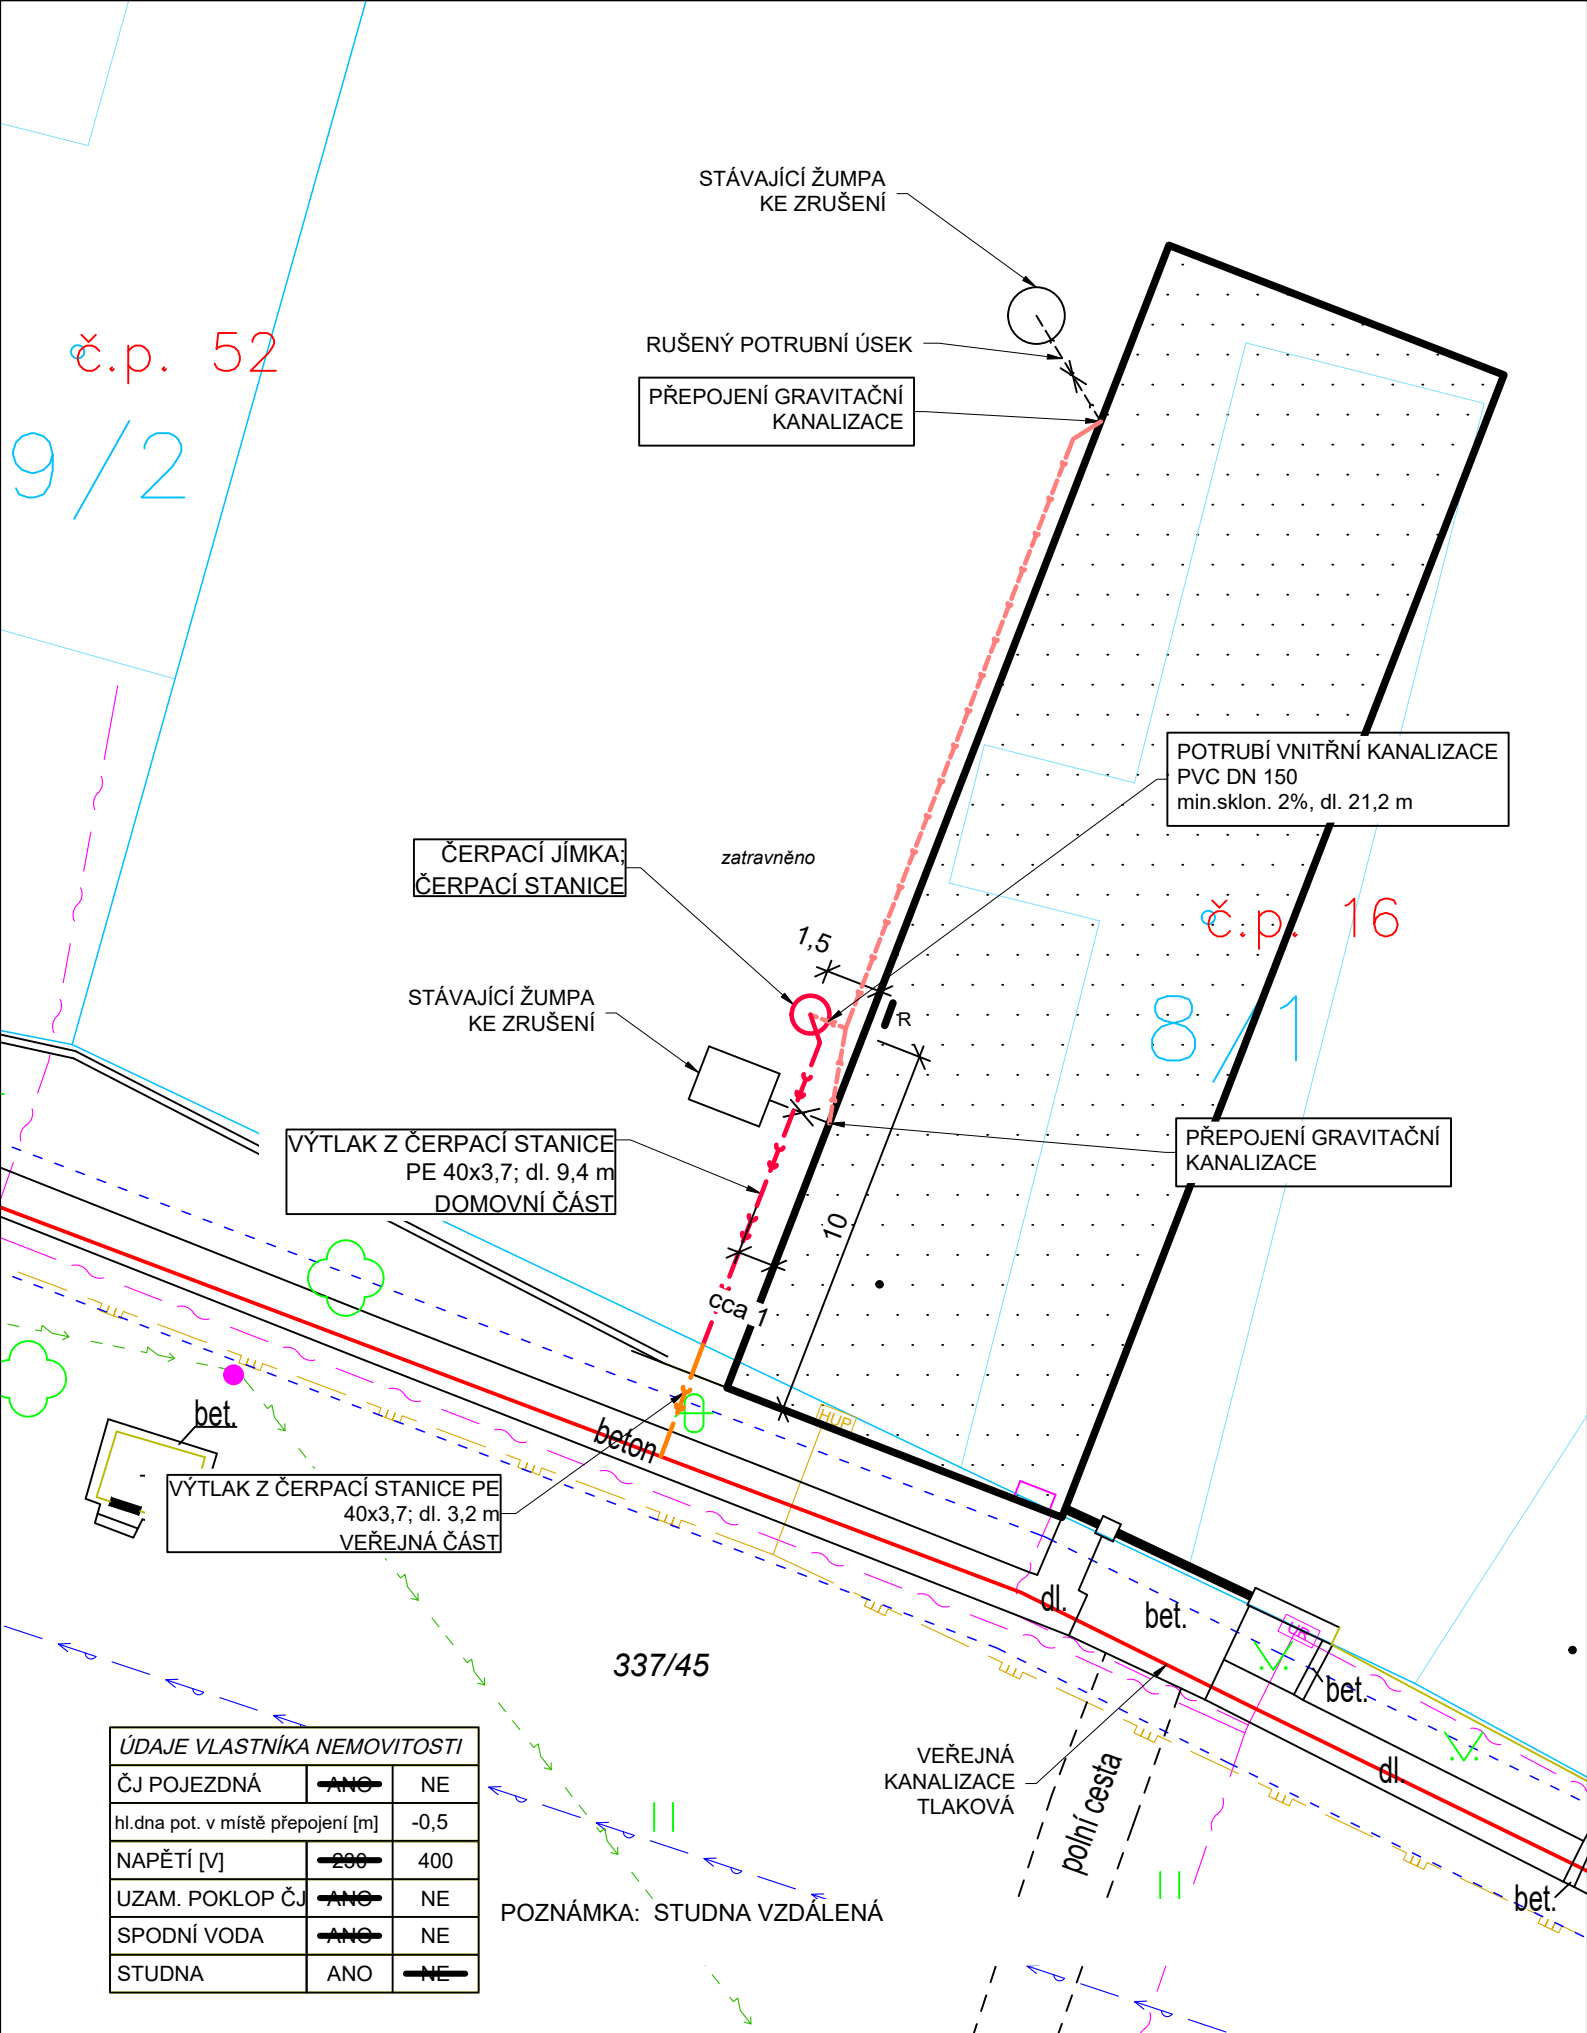 STÁVAJÍCÍ ŽUMPA
KE ZRUŠENÍ
č.p. 52
RUŠENÝ POTRUBNÍ ÚSEK
PŘEPOJENÍ GRAVITAČNÍ
KANALIZACE
9/2
POTRUBÍ VNITŘNÍ KANALIZACE
PVC DN 150
min.sklon. 2%, dl. 21,2 m
ČERPACÍ JÍMKA;
ČERPACÍ STANICE
zatravněno
č.p. 16
1,5
STÁVAJÍCÍ ŽUMPA
KE ZRUŠENÍ
R
8/1
VÝTLAK Z ČERPACÍ STANICE
PE 40x3,7; dl. 9,4 m
DOMOVNÍ ČÁST
PŘEPOJENÍ GRAVITAČNÍ
KANALIZACE
10
cca 1
bet.
HUP
beton
VÝTLAK Z ČERPACÍ STANICE PE
40x3,7; dl. 3,2 m
VEŘEJNÁ ČÁST
dl.
bet.
UR
337/45
bet.
VEŘEJNÁ
KANALIZACE
TLAKOVÁ
polní cesta
dl.
bet.
ÚDAJE VLASTNÍKA NEMOVITOSTI
ČJ POJEZDNÁ ANO NE
hl.dna pot. v místě přepojení [m] -0,5
NAPĚTÍ [V] 230 400
UZAM. POKLOP ČJ ANO NE
SPODNÍ VODA ANO NE
STUDNA ANO NE
POZNÁMKA: STUDNA VZDÁLENÁ